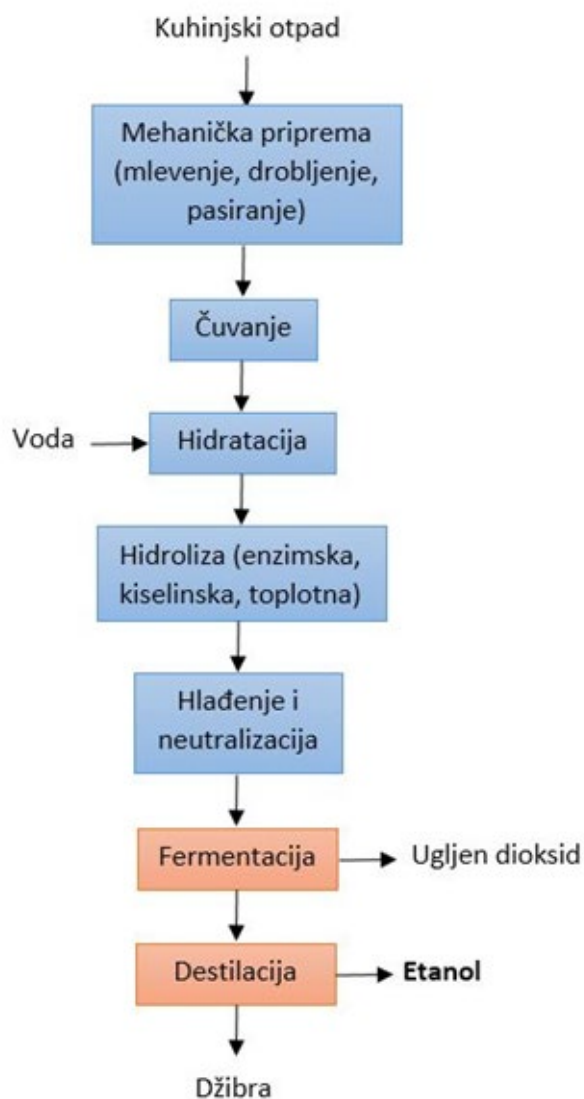 Kuhinjski otpad
Mehanička priprema
(mlevenje, drobljenje,
pasiranje)
Čuvanje
Voda
Hidratacija
Hidroliza (enzimska,
kiselinska, toplotna)
Hlađenje i
neutralizacija
Fermentacija
Ugljen dioksid
Destilacija
Etanol
Džibra